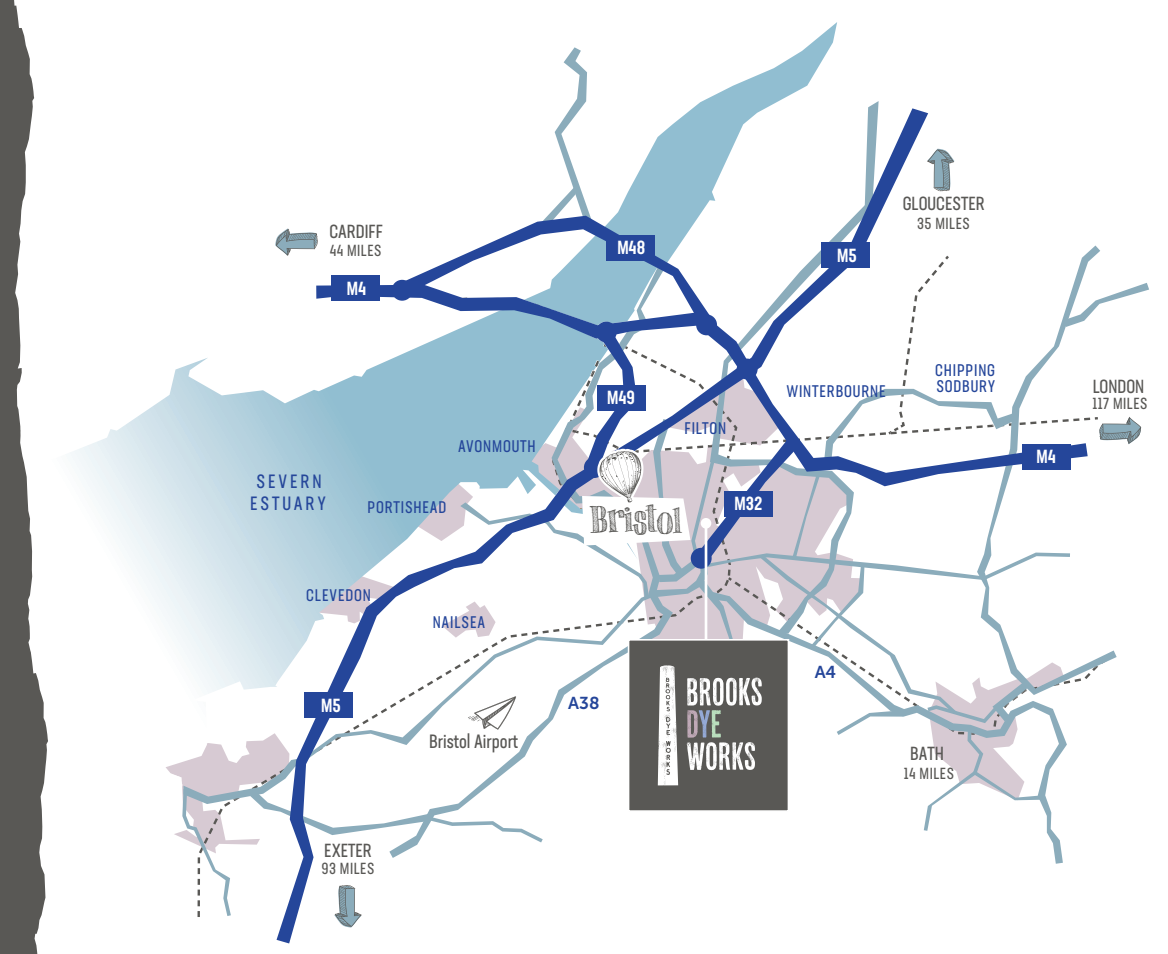 GLOUCESTER
35 MILES
CARDIFF
44 MILES
M48
M5
M4
CHIPPING
SODBURY
WINTERBOURNE
LONDON
117 MILES
M49
FILTON
AVONMOUTH
M4
SEVERN
ESTUARY
PORTISHEAD
M32
Bristol
CLEVEDON
NAILSEA
A4
M5
A38
BROOKS DYE WORKS
BROOKS
DYE
WORKS
Bristol Airport
BATH
14 MILES
EXETER
93 MILES